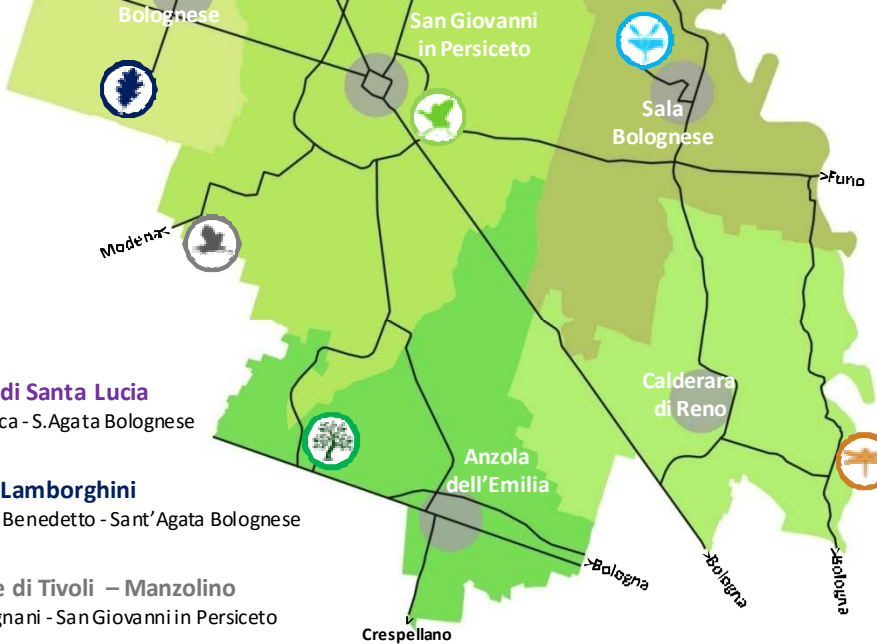 Bolognese
San Giovanni
in Persiceto
Sala
Bolognese
>Funo
Modena<
di Santa Lucia
ca - S.Agata Bolognese
Calderara
di Reno
Anzola
dell'Emilia
Lamborghini
Benedetto - Sant'Agata Bolognese
>Bologna
>Bologna
>Bologna
e di Tivoli – Manzolino
gnani - San Giovanni in Persiceto
Crespellano